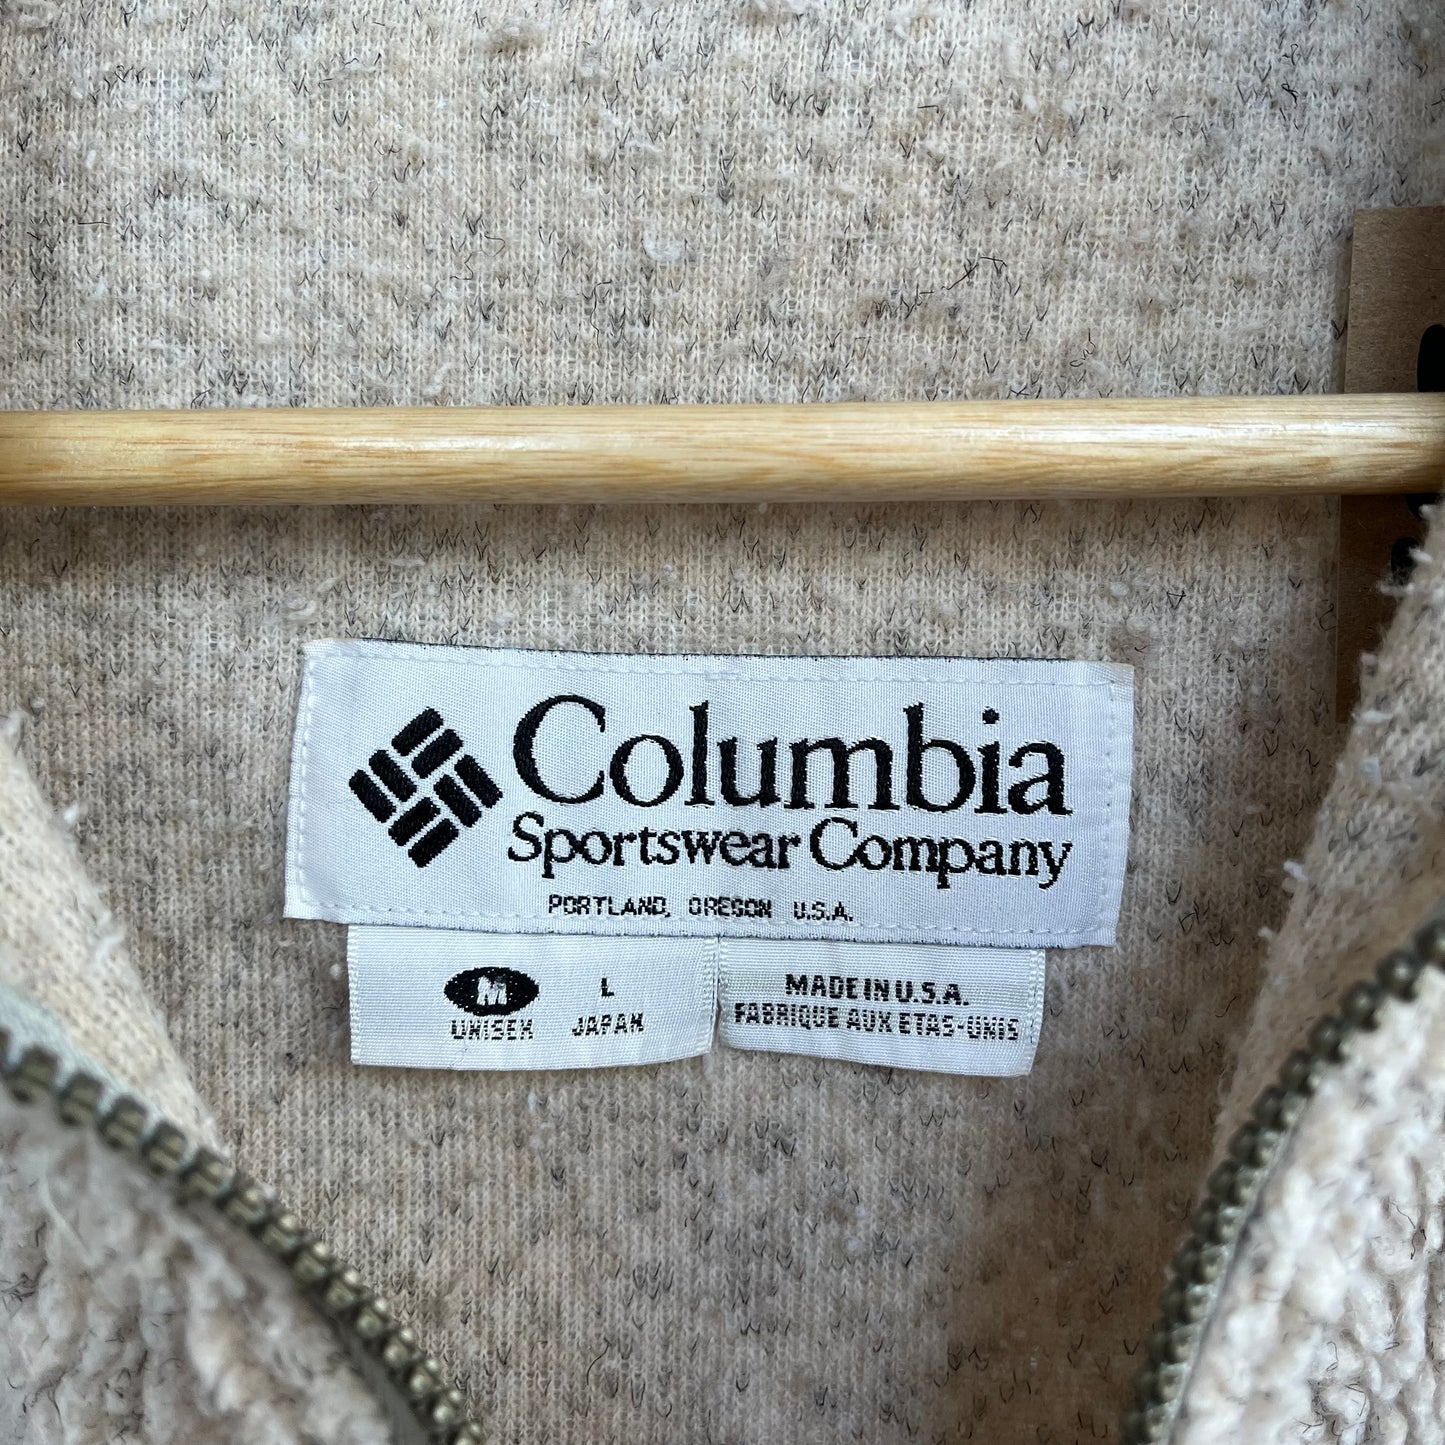 Columbia
Sportswear Company
PORTLAND, OREGON U.S.A.
M L
UNISEX JAPAN
MADE IN U.S.A.
FABRIQUE AUX ETAS-UNIS